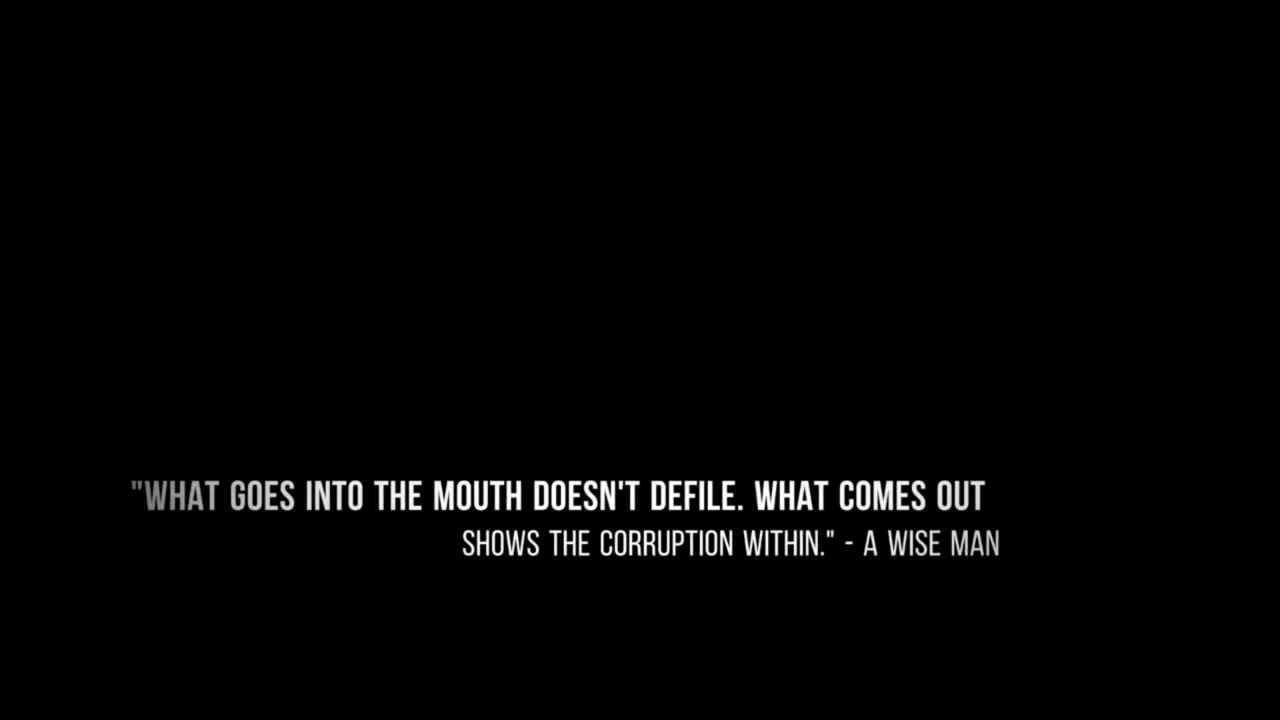 "WHAT GOES INTO THE MOUTH DOESN'T DEFILE. WHAT COMES OUT
SHOWS THE CORRUPTION WITHIN." - A WISE MAN